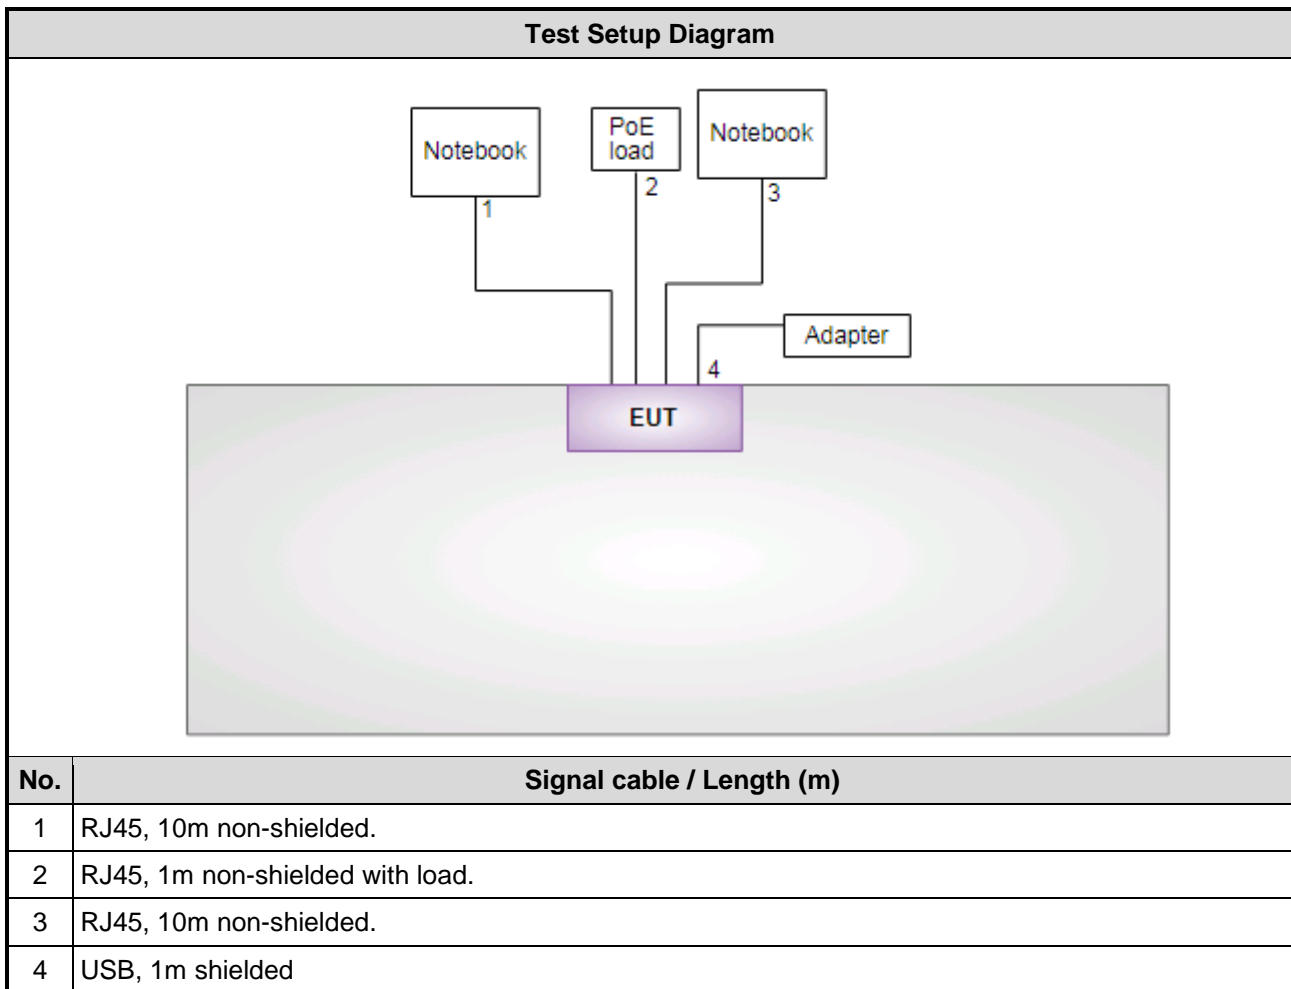 Test Setup Diagram
Notebook
PoE
load
Notebook
1
2
3
Adapter
4
EUT
No. Signal cable / Length (m)
1 RJ45, 10m non-shielded.
2 RJ45, 1m non-shielded with load.
3 RJ45, 10m non-shielded.
4 USB, 1m shielded